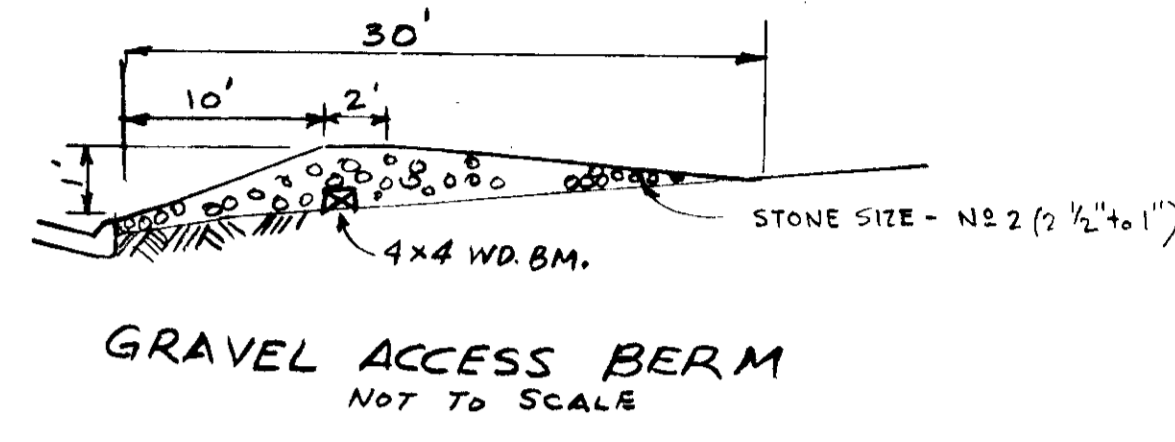 30'
10'
2'
1'
STONE SIZE - Nº 2 (2 ½" to 1")
4x4 WD. BM.
GRAVEL ACCESS BERM
NOT TO SCALE